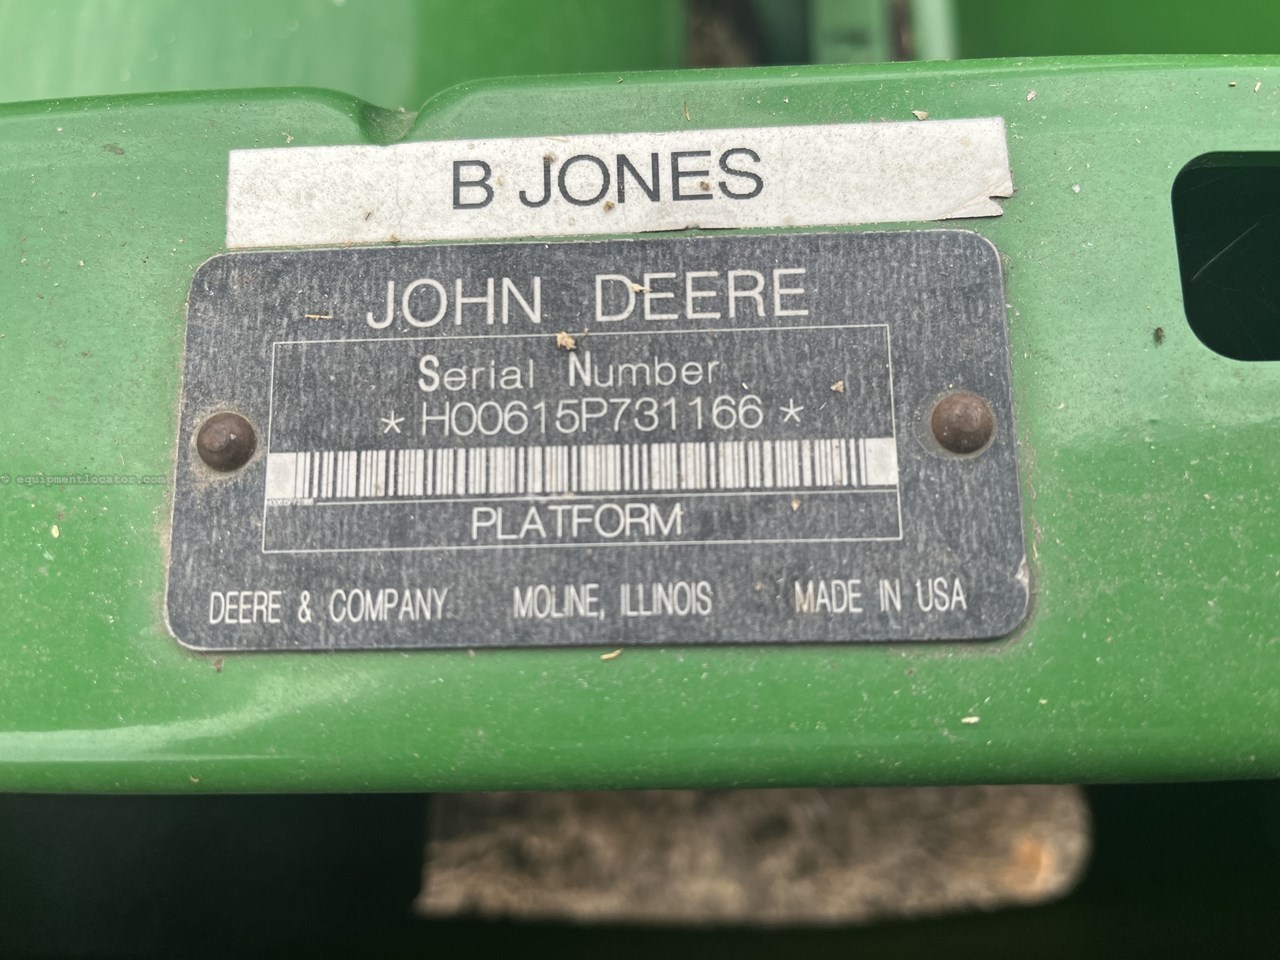 B JONES
JOHN DEERE
Serial Number
* H00615P731166 *
PLATFORM
DEERE & COMPANY MOLINE, ILLINOIS MADE IN USA
© equipmentlocator.com